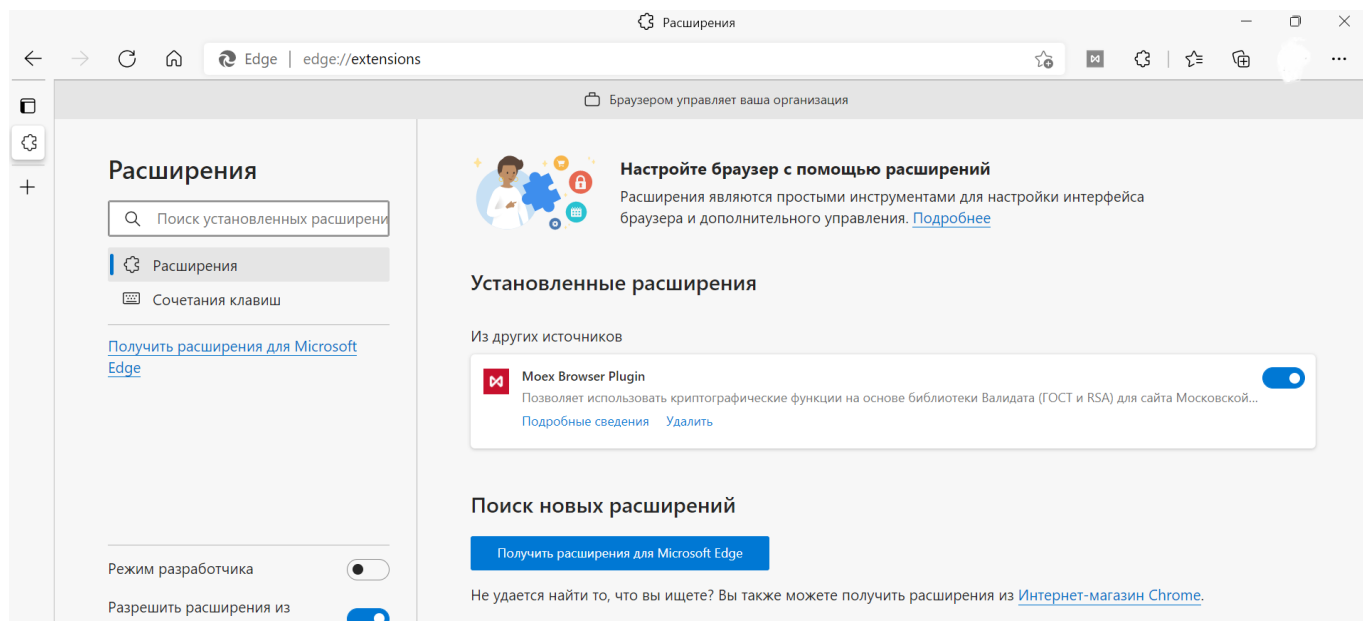 Расширения
Edge | edge://extensions
Браузером управляет ваша организация
Расширения
Поиск установленных расширени
Расширения
Сочетания клавиш
Получить расширения для Microsoft
Edge
Режим разработчика
Разрешить расширения из
Настройте браузер с помощью расширений
Расширения являются простыми инструментами для настройки интерфейса
браузера и дополнительного управления. Подробнее
Установленные расширения
Из других источников
Moex Browser Plugin
Позволяет использовать криптографические функции на основе библиотеки Валидата (ГОСТ и RSA) для сайта Московской...
Подробные сведения Удалить
Поиск новых расширений
Получить расширения для Microsoft Edge
Не удается найти то, что вы ищете? Вы также можете получить расширения из Интернет-магазин Chrome.